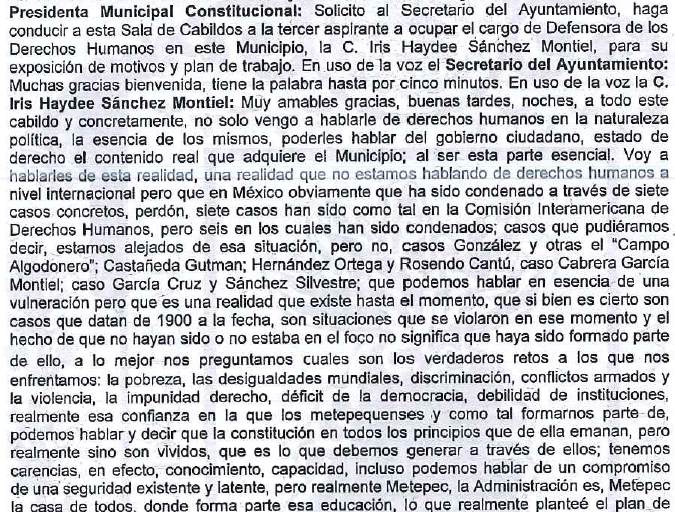 Presidenta Municipal Constitucional: Solicito al Secretario del Ayuntamiento, haga
conducir a esta Sala de Cabildos a la tercer aspirante a ocupar el cargo de Defensora de los
Derechos Humanos en este Municipio, la C. Iris Haydee Sánchez Montiel, para su
exposición de motivos y plan de trabajo. En uso de la voz el Secretario del Ayuntamiento:
Muchas gracias bienvenida, tiene la palabra hasta por cinco minutos. En uso de la voz la C.
Iris Haydee Sánchez Montiel: Muy amables gracias, buenas tardes, noches, a todo este
cabildo y concretamente, no solo vengo a hablarle de derechos humanos en la naturaleza
política, la esencia de los mismos, poderles hablar del gobierno ciudadano, estado de
derecho el contenido real que adquiere el Municipio; al ser esta parte esencial. Voy a
hablarles de esta realidad, una realidad que no estamos hablando de derechos humanos a
nivel internacional pero que en México obviamente que ha sido condenado a través de siete
casos concretos, perdón, siete casos han sido como tal en la Comisión Interamericana de
Derechos Humanos, pero seis en los cuales han sido condenados; casos que pudiéramos
decir, estamos alejados de esa situación, pero no, casos González y otras el "Campo
Algodonero"; Castañeda Gutman; Hernández Ortega y Rosendo Cantú, caso Cabrera García
Montiel; caso García Cruz y Sánchez Silvestre; que podemos hablar en esencia de una
vulneración pero que es una realidad que existe hasta el momento, que si bien es cierto son
casos que datan de 1900 a la fecha, son situaciones que se violaron en ese momento y el
hecho de que no hayan sido o no estaba en el foco no significa que haya sido formado parte
de ello, a lo mejor nos preguntamos cuales son los verdaderos retos a los que nos
enfrentamos: la pobreza, las desigualdades mundiales, discriminación, conflictos armados y
la violencia, la impunidad derecho, déficit de la democracia, debilidad de instituciones,
realmente esa confianza en la que los metepequenses y como tal formarnos parte de,
podemos hablar y decir que la constitución en todos los principios que de ella emanan, pero
realmente sino son vividos, que es lo que debemos generar a través de ellos; tenemos
carencias, en efecto, conocimiento, capacidad, incluso podemos hablar de un compromiso
de una seguridad existente y latente, pero realmente Metepec, la Administración es, Metepec
la casa de todos, donde forma parte esa educación, lo que realmente planteé el plan de